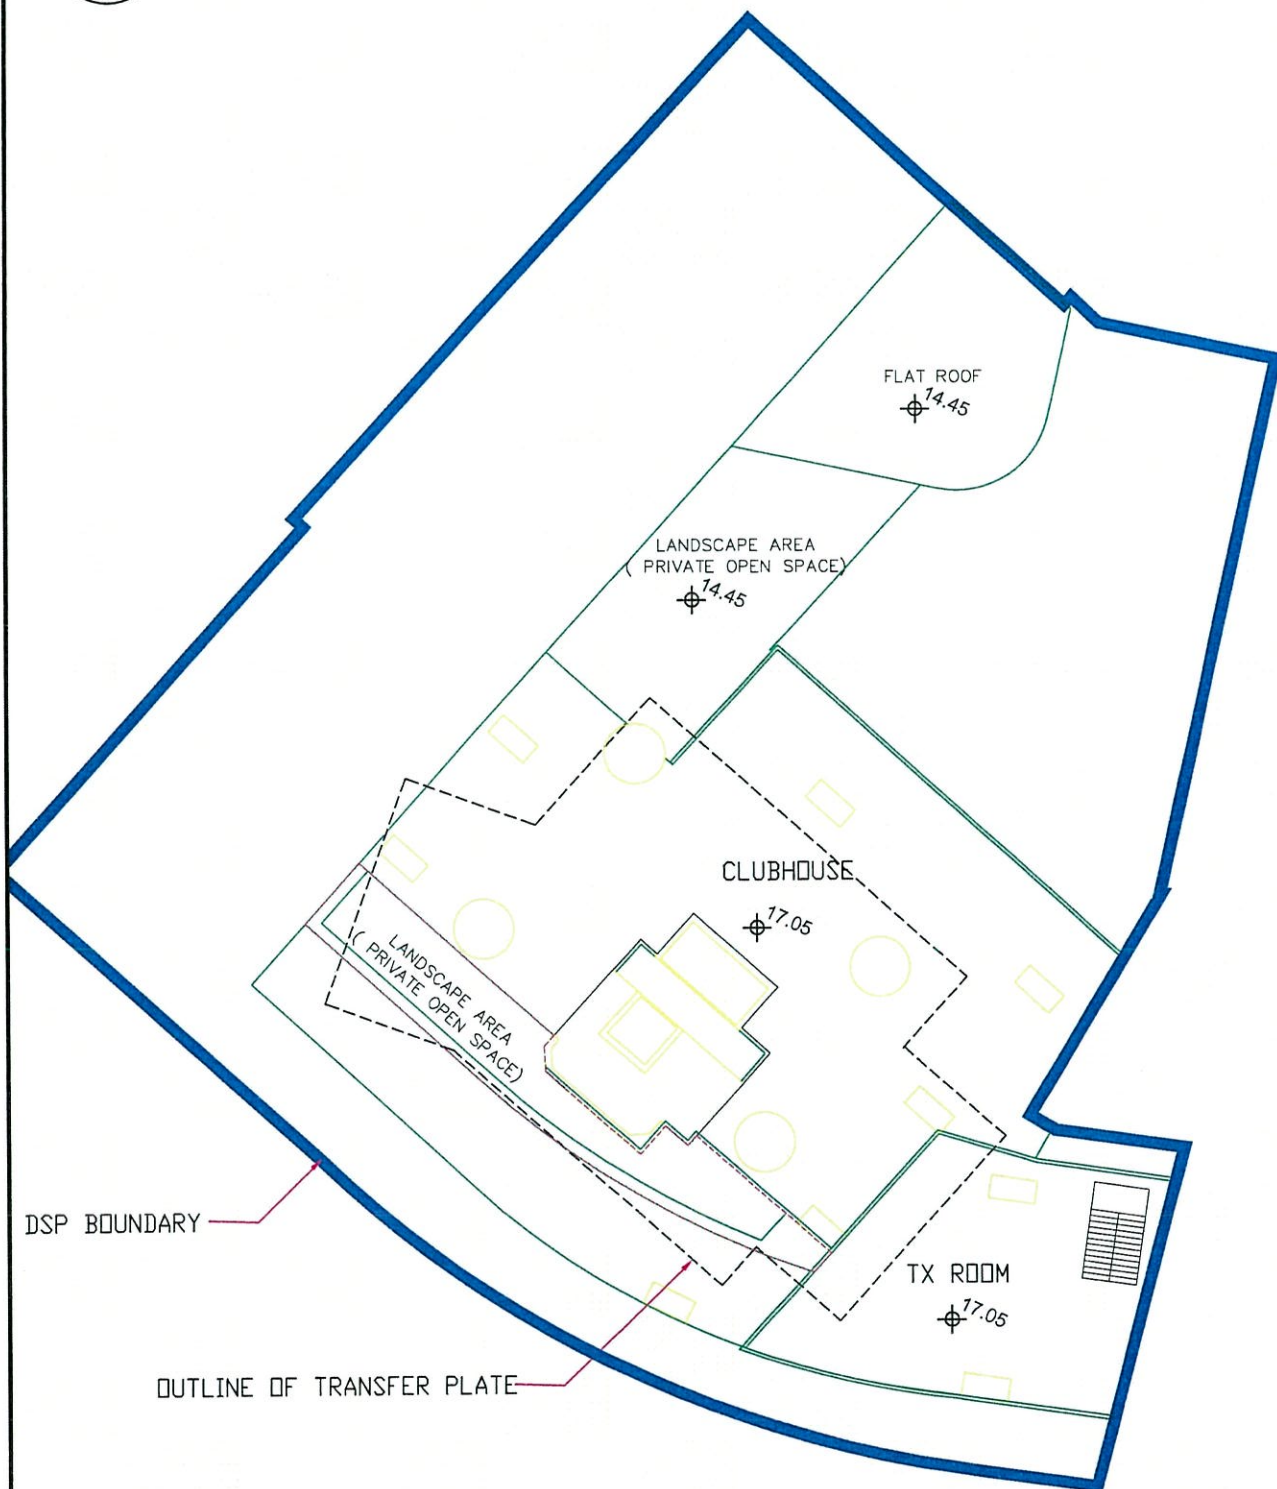 FLAT ROOF
14.45
LANDSCAPE AREA
( PRIVATE OPEN SPACE)
14.45
CLUBHOUSE
17.05
LANDSCAPE AREA
( PRIVATE OPEN SPACE)
DSP BOUNDARY
TX ROOM
17.05
OUTLINE OF TRANSFER PLATE